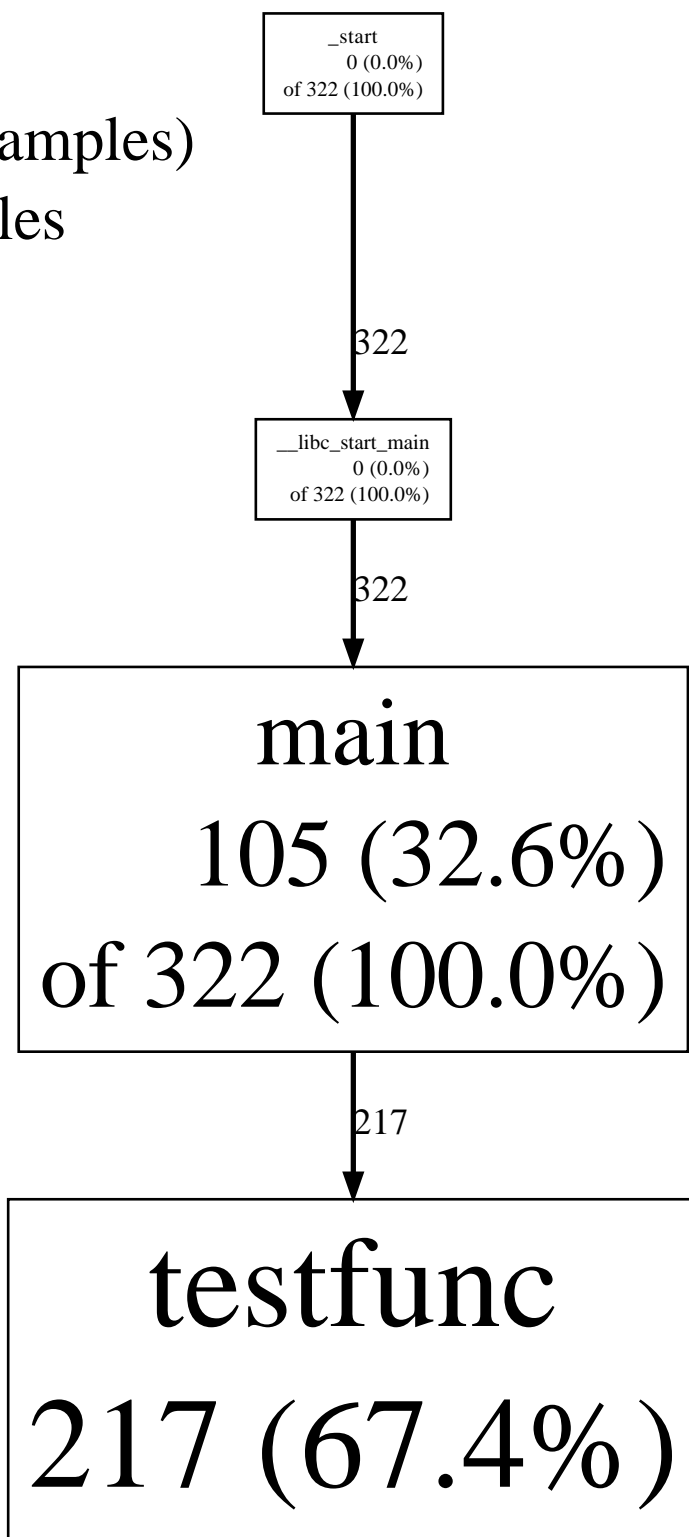 _start
0 (0.0%)
of 322 (100.0%)
amples)
les
322
__libc_start_main
0 (0.0%)
of 322 (100.0%)
322
main
105 (32.6%)
of 322 (100.0%)
217
testfunc
217 (67.4%)